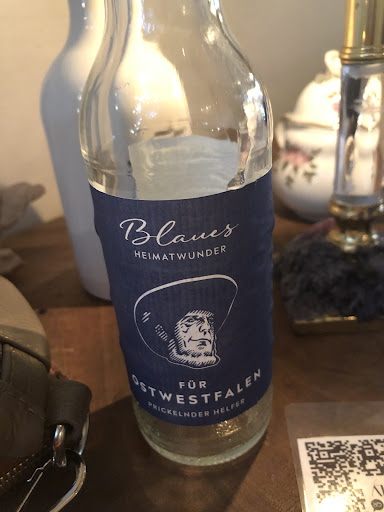 Blaues
HEIMATWUNDER
FÜR
OSTWESTFALEN
PRICKELNDER HELFER